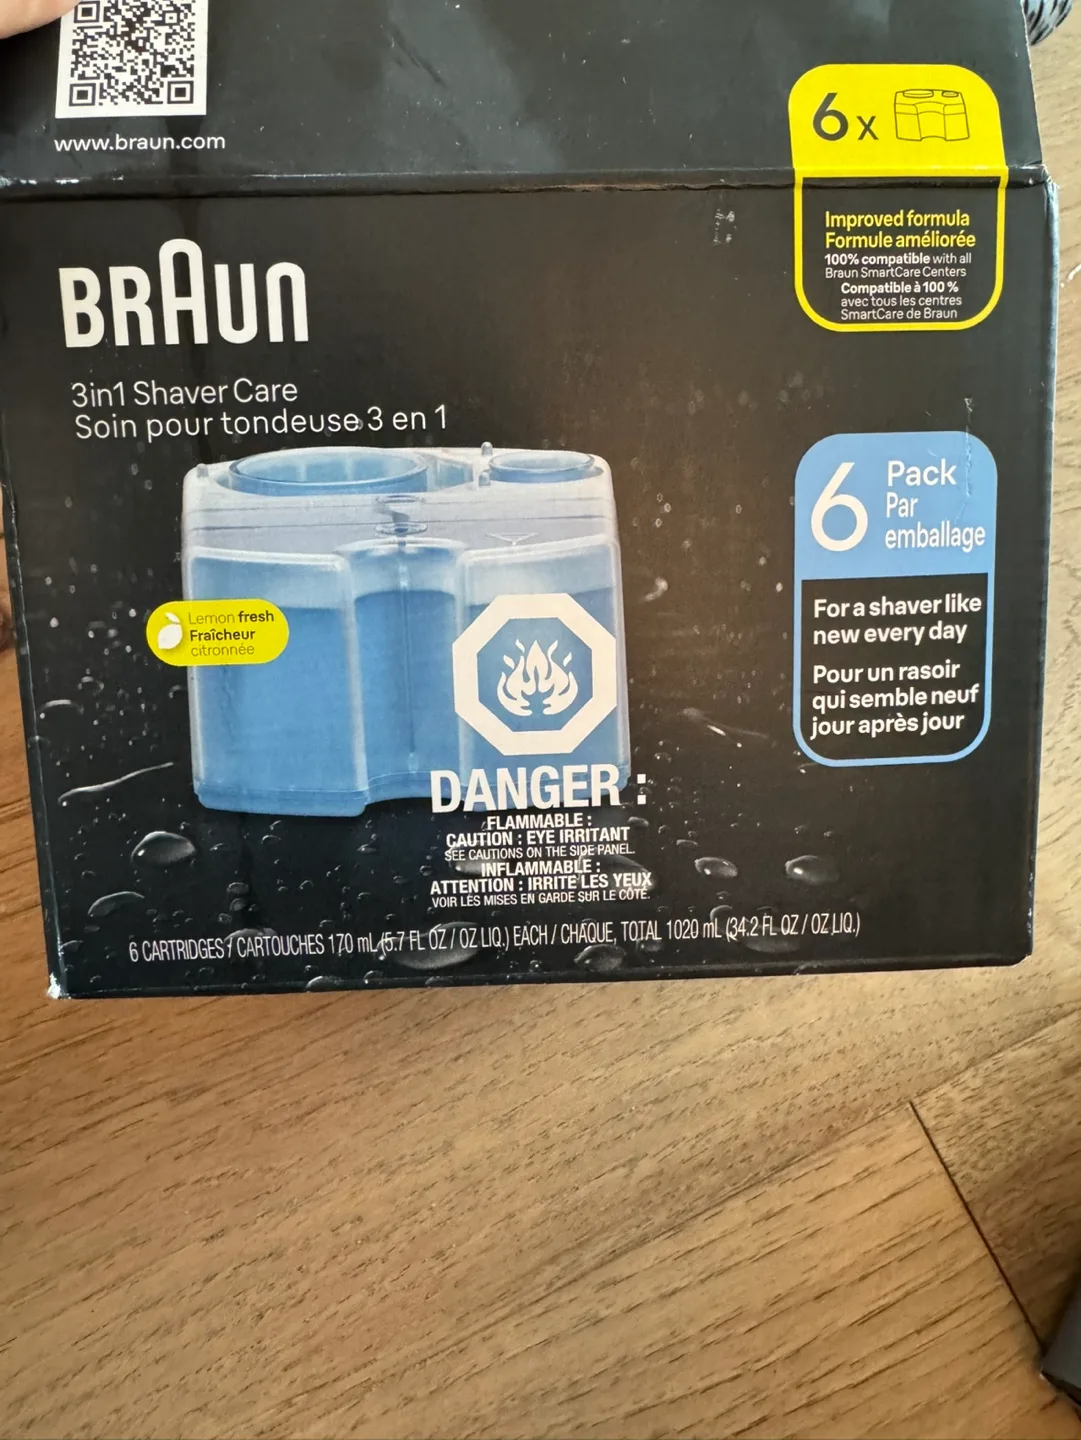 www.braun.com
6x
Improved formula
Formule améliorée
100% compatible with all
Braun SmartCare Centers
Compatible à 100 %
avec tous les centres
SmartCare de Braun
BRAUN
3in1 Shaver Care
Soin pour tondeuse 3 en 1
6 Pack
Par
emballage
For a shaver like
new every day
Pour un rasoir
qui semble neuf
jour après jour
Lemon fresh
Fraîcheur
citronnée
DANGER :
FLAMMABLE :
CAUTION : EYE IRRITANT
SEE CAUTIONS ON THE SIDE PANEL.
INFLAMMABLE :
ATTENTION : IRRITE LES YEUX
VOIR LES MISES EN GARDE SUR LE CÔTÉ.
6 CARTRIDGES / CARTOUCHES 170 mL (5.7 FL OZ / OZ LIQ.) EACH / CHAQUE, TOTAL 1020 mL (34.2 FL OZ / OZ LIQ.)